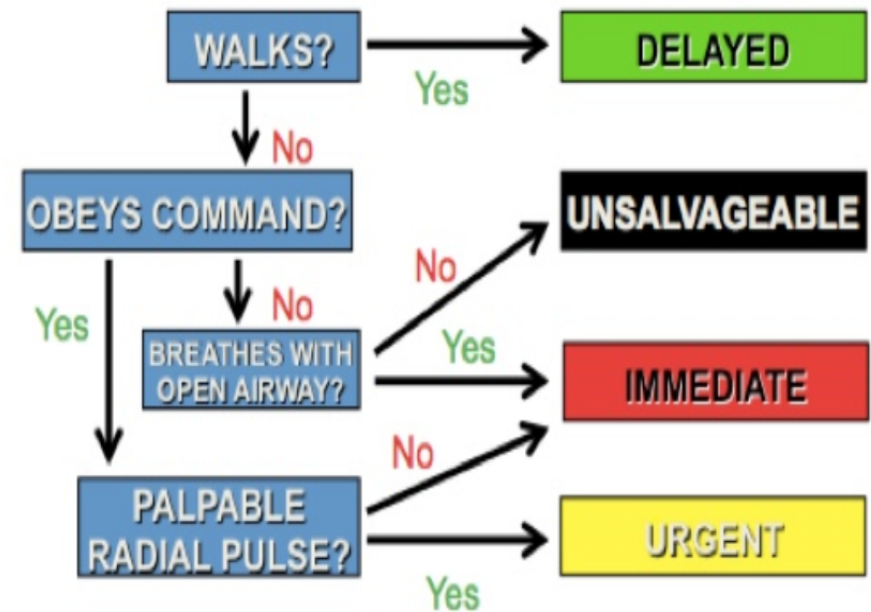 WALKS?
Yes
DELAYED
No
OBEYS COMMAND?
UNSALVAGEABLE
No
Yes
No
BREATHES WITH
OPEN AIRWAY?
Yes
IMMEDIATE
No
PALPABLE
RADIAL PULSE?
URGENT
Yes